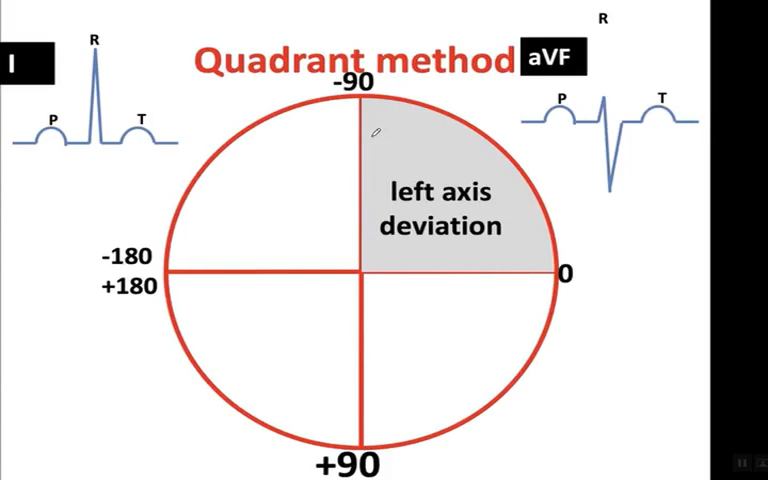 I
R
P
T
Quadrant method
aVF
R
P
T
-90
left axis
deviation
-180
+180
0
+90